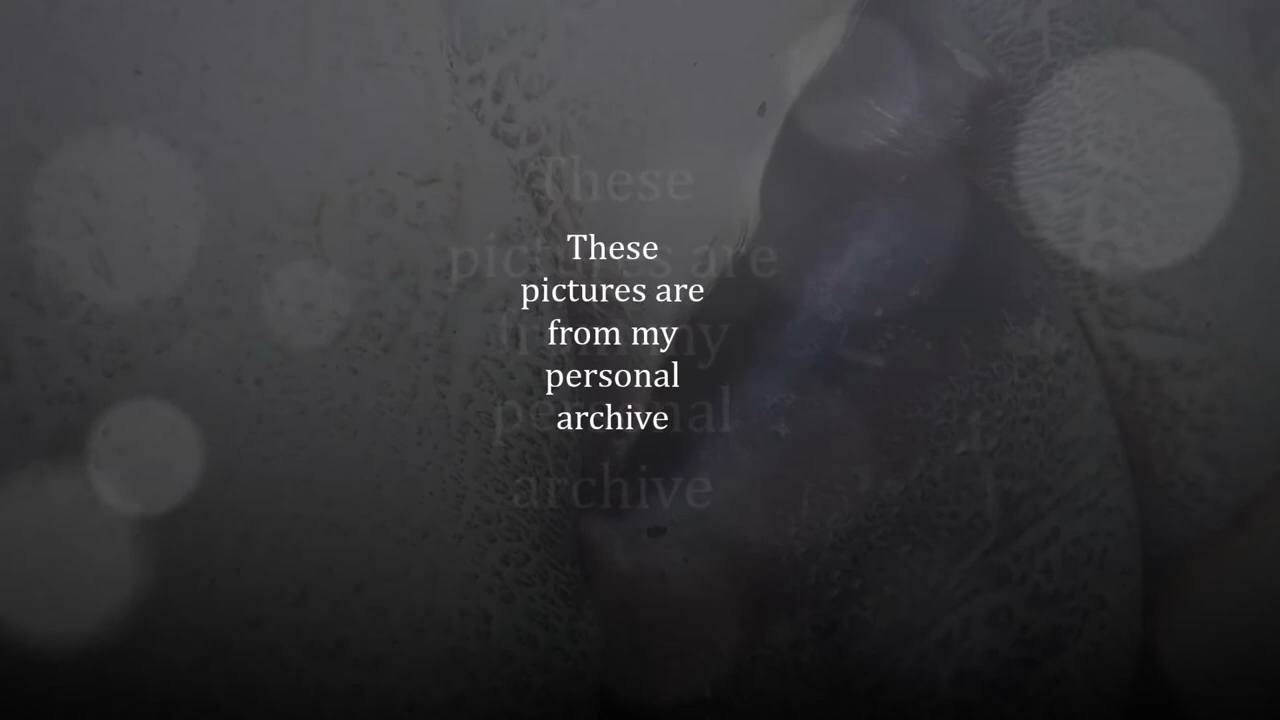 These
pictures are
from my
personal
archive